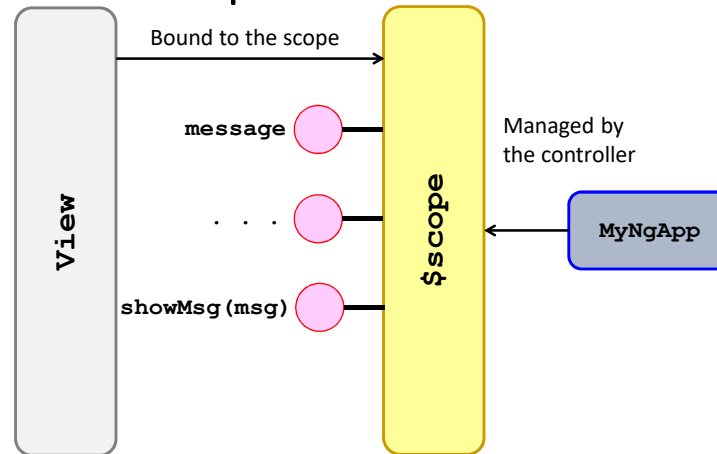 Bound to the scope
message
Managed by
the controller
. . .
View
$scope
MyNgApp
showMsg(msg)